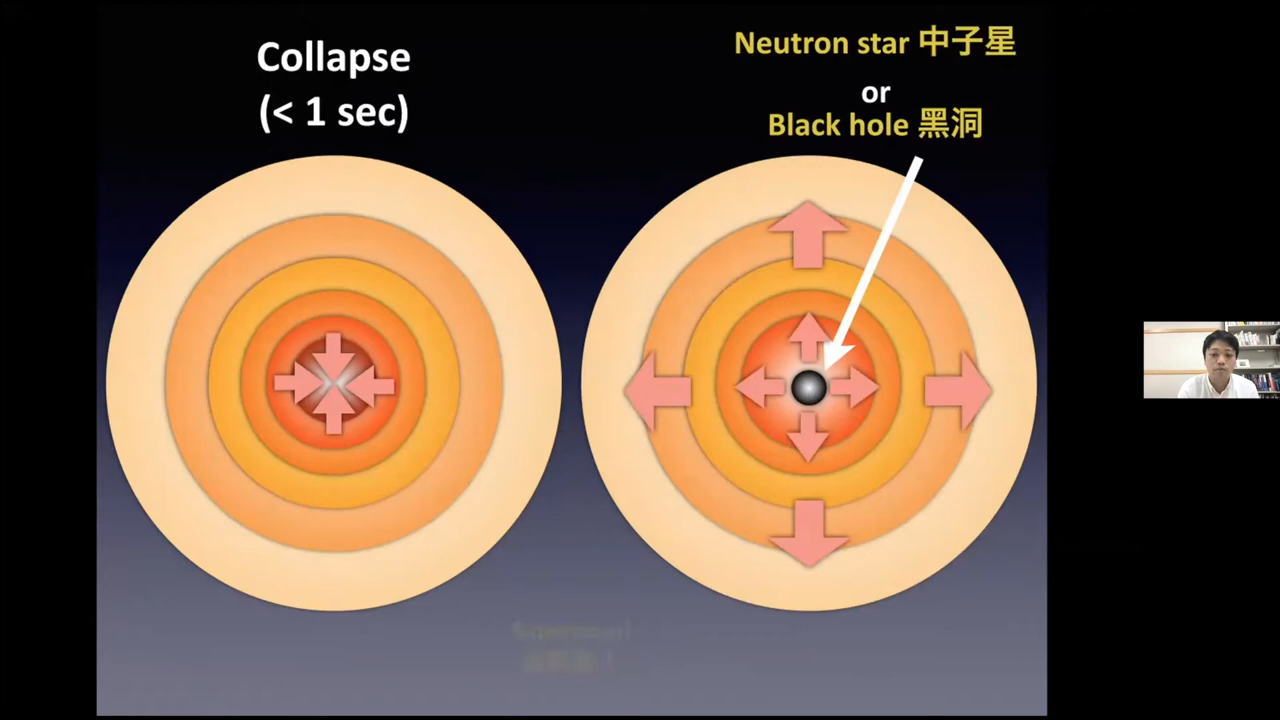 Collapse
(< 1 sec)
Neutron star 中子星
or
Black hole 黑洞